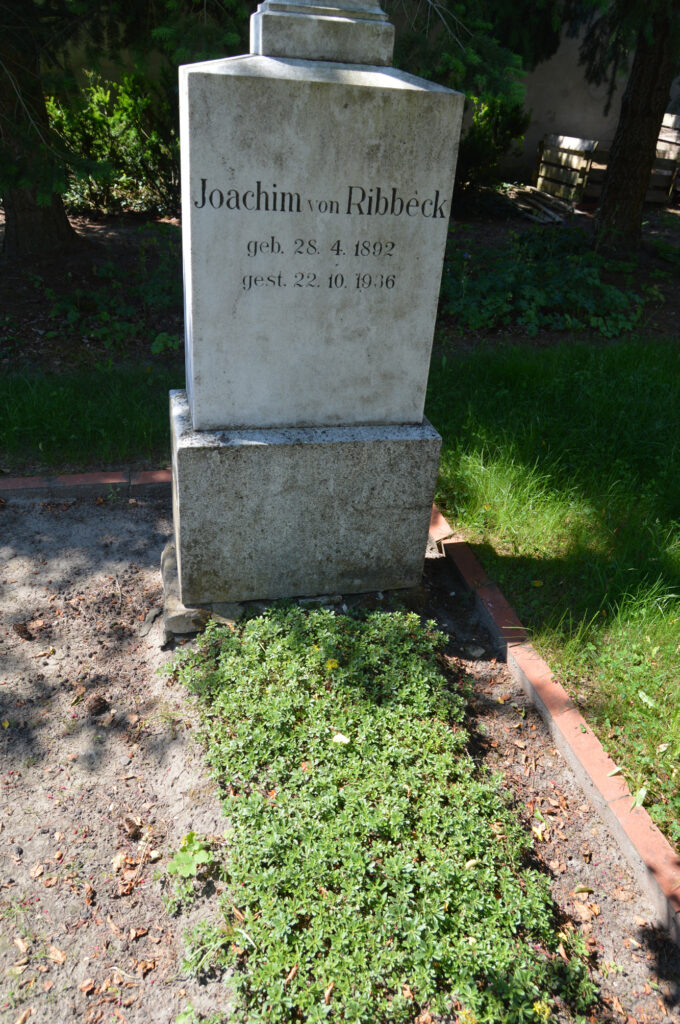 Joachim von Ribbeck
geb. 28. 4. 1892
gest. 22. 10. 1936